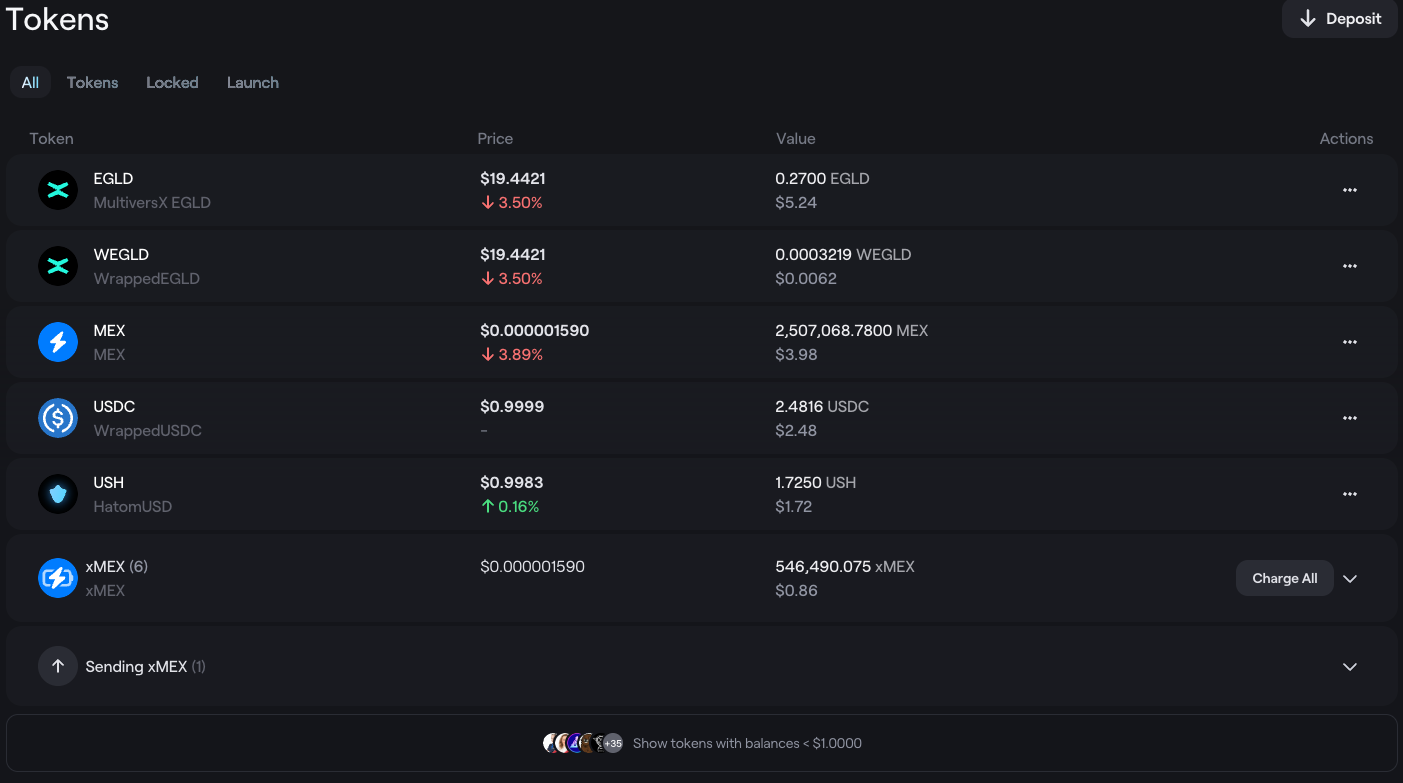 Tokens
Deposit
All Tokens Locked Launch
Token Price Value Actions
EGLD $19.4421 0.2700 EGLD
MultiversX EGLD 3.50% $5.24
WEGLD $19.4421 0.0003219 WEGLD
WrappedEGLD 3.50% $0.0062
MEX $0.000001590 2,507,068.7800 MEX
MEX 3.89% $3.98
USDC $0.9999 2.4816 USDC
WrappedUSDC - $2.48
USH $0.9983 1.7250 USH
HatomUSD 0.16% $1.72
xMEX (6) $0.000001590 546,490.075 xMEX
xMEX $0.86
Charge All
Sending xMEX (1)
+35 Show tokens with balances < $1.0000